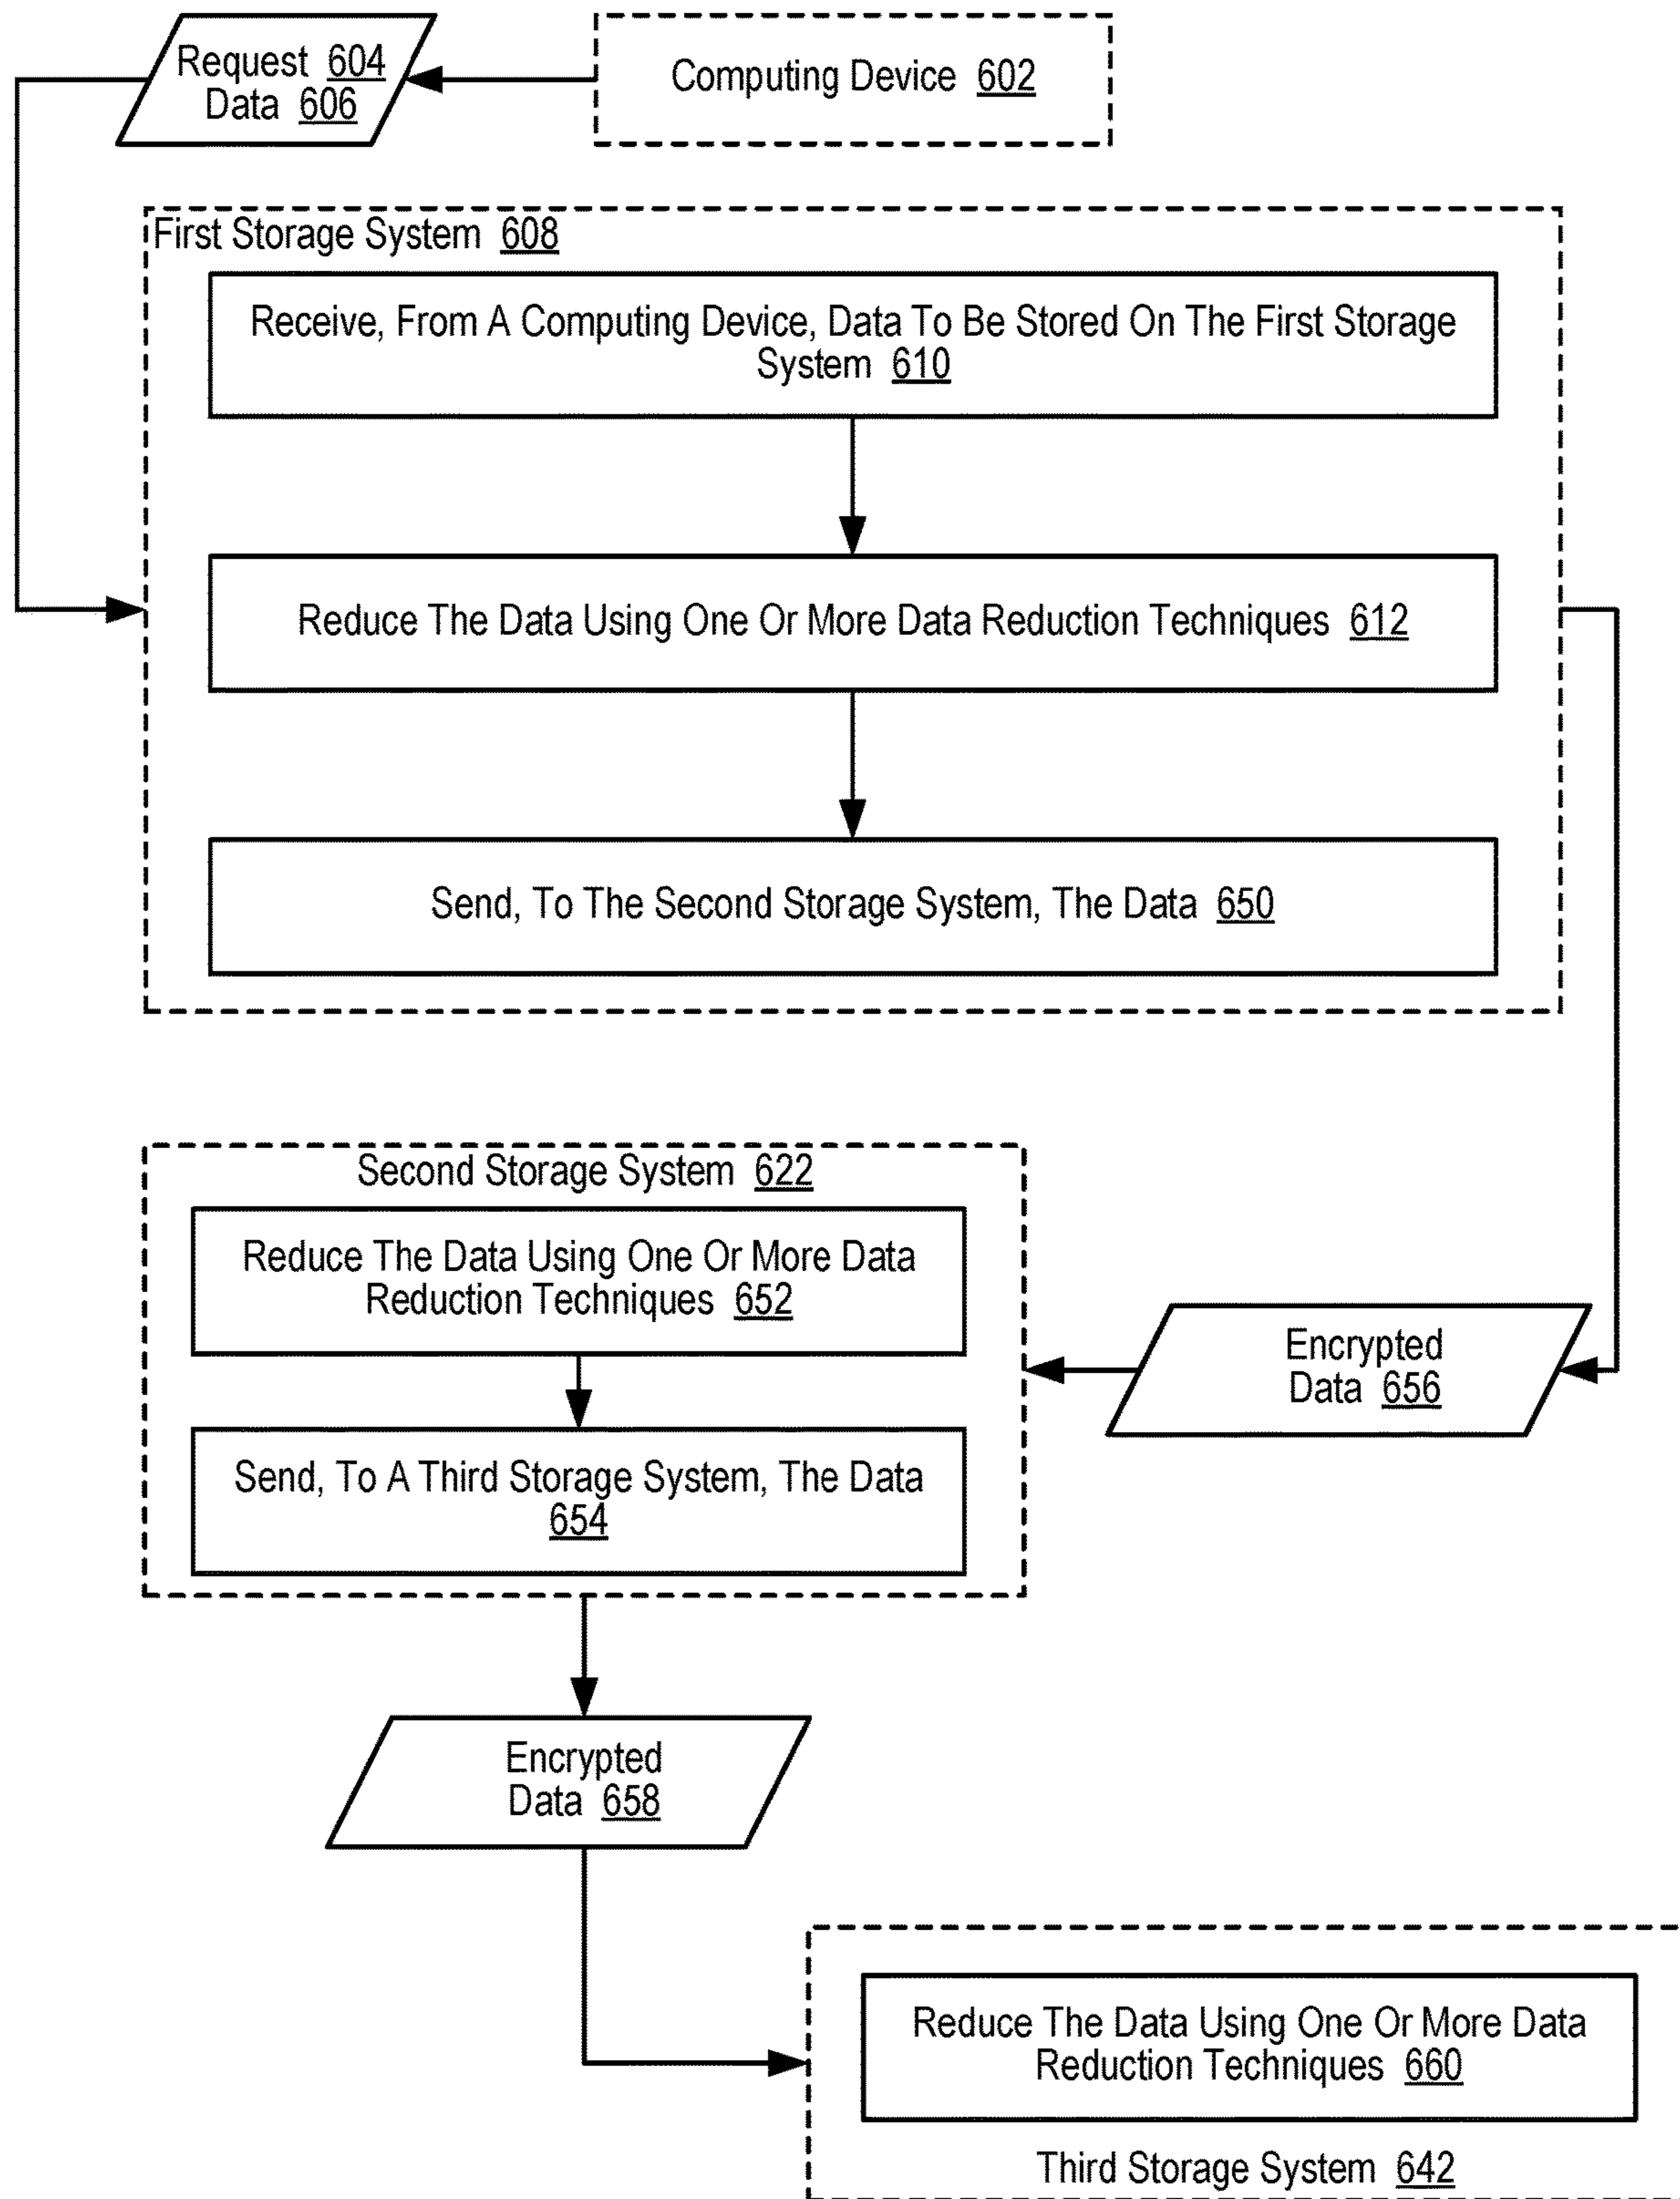 Request 604
Data 606
Computing Device 602
First Storage System 608
Receive, From A Computing Device, Data To Be Stored On The First Storage
System 610
Reduce The Data Using One Or More Data Reduction Techniques 612
Send, To The Second Storage System, The Data 650
Second Storage System 622
Reduce The Data Using One Or More Data
Reduction Techniques 652
Send, To A Third Storage System, The Data
654
Encrypted
Data 656
Encrypted
Data 658
Reduce The Data Using One Or More Data
Reduction Techniques 660
Third Storage System 642